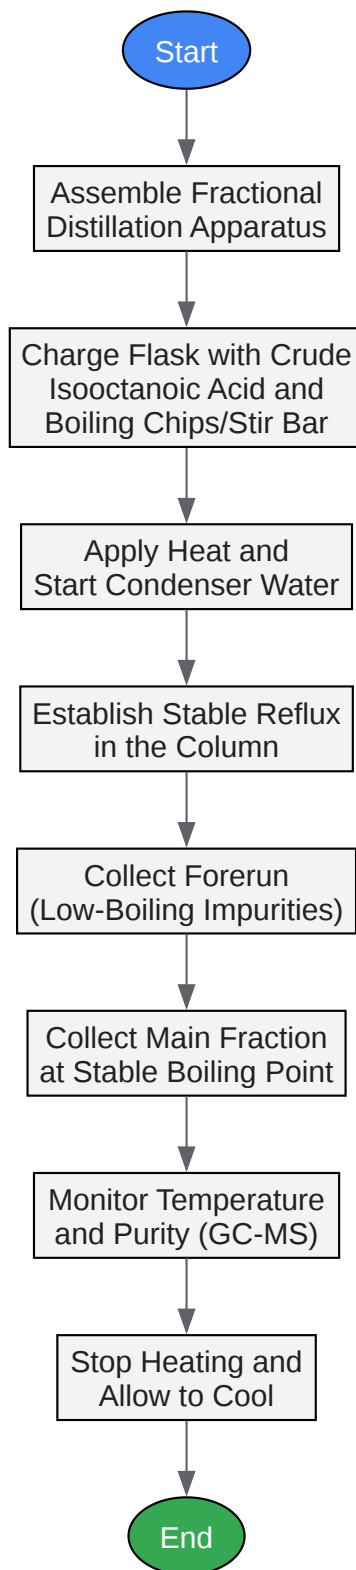 Start
Assemble Fractional
Distillation Apparatus
Charge Flask with Crude
Isooctanoic Acid and
Boiling Chips/Stir Bar
Apply Heat and
Start Condenser Water
Establish Stable Reflux
in the Column
Collect Forerun
(Low-Boiling Impurities)
Collect Main Fraction
at Stable Boiling Point
Monitor Temperature
and Purity (GC-MS)
Stop Heating and
Allow to Cool
End